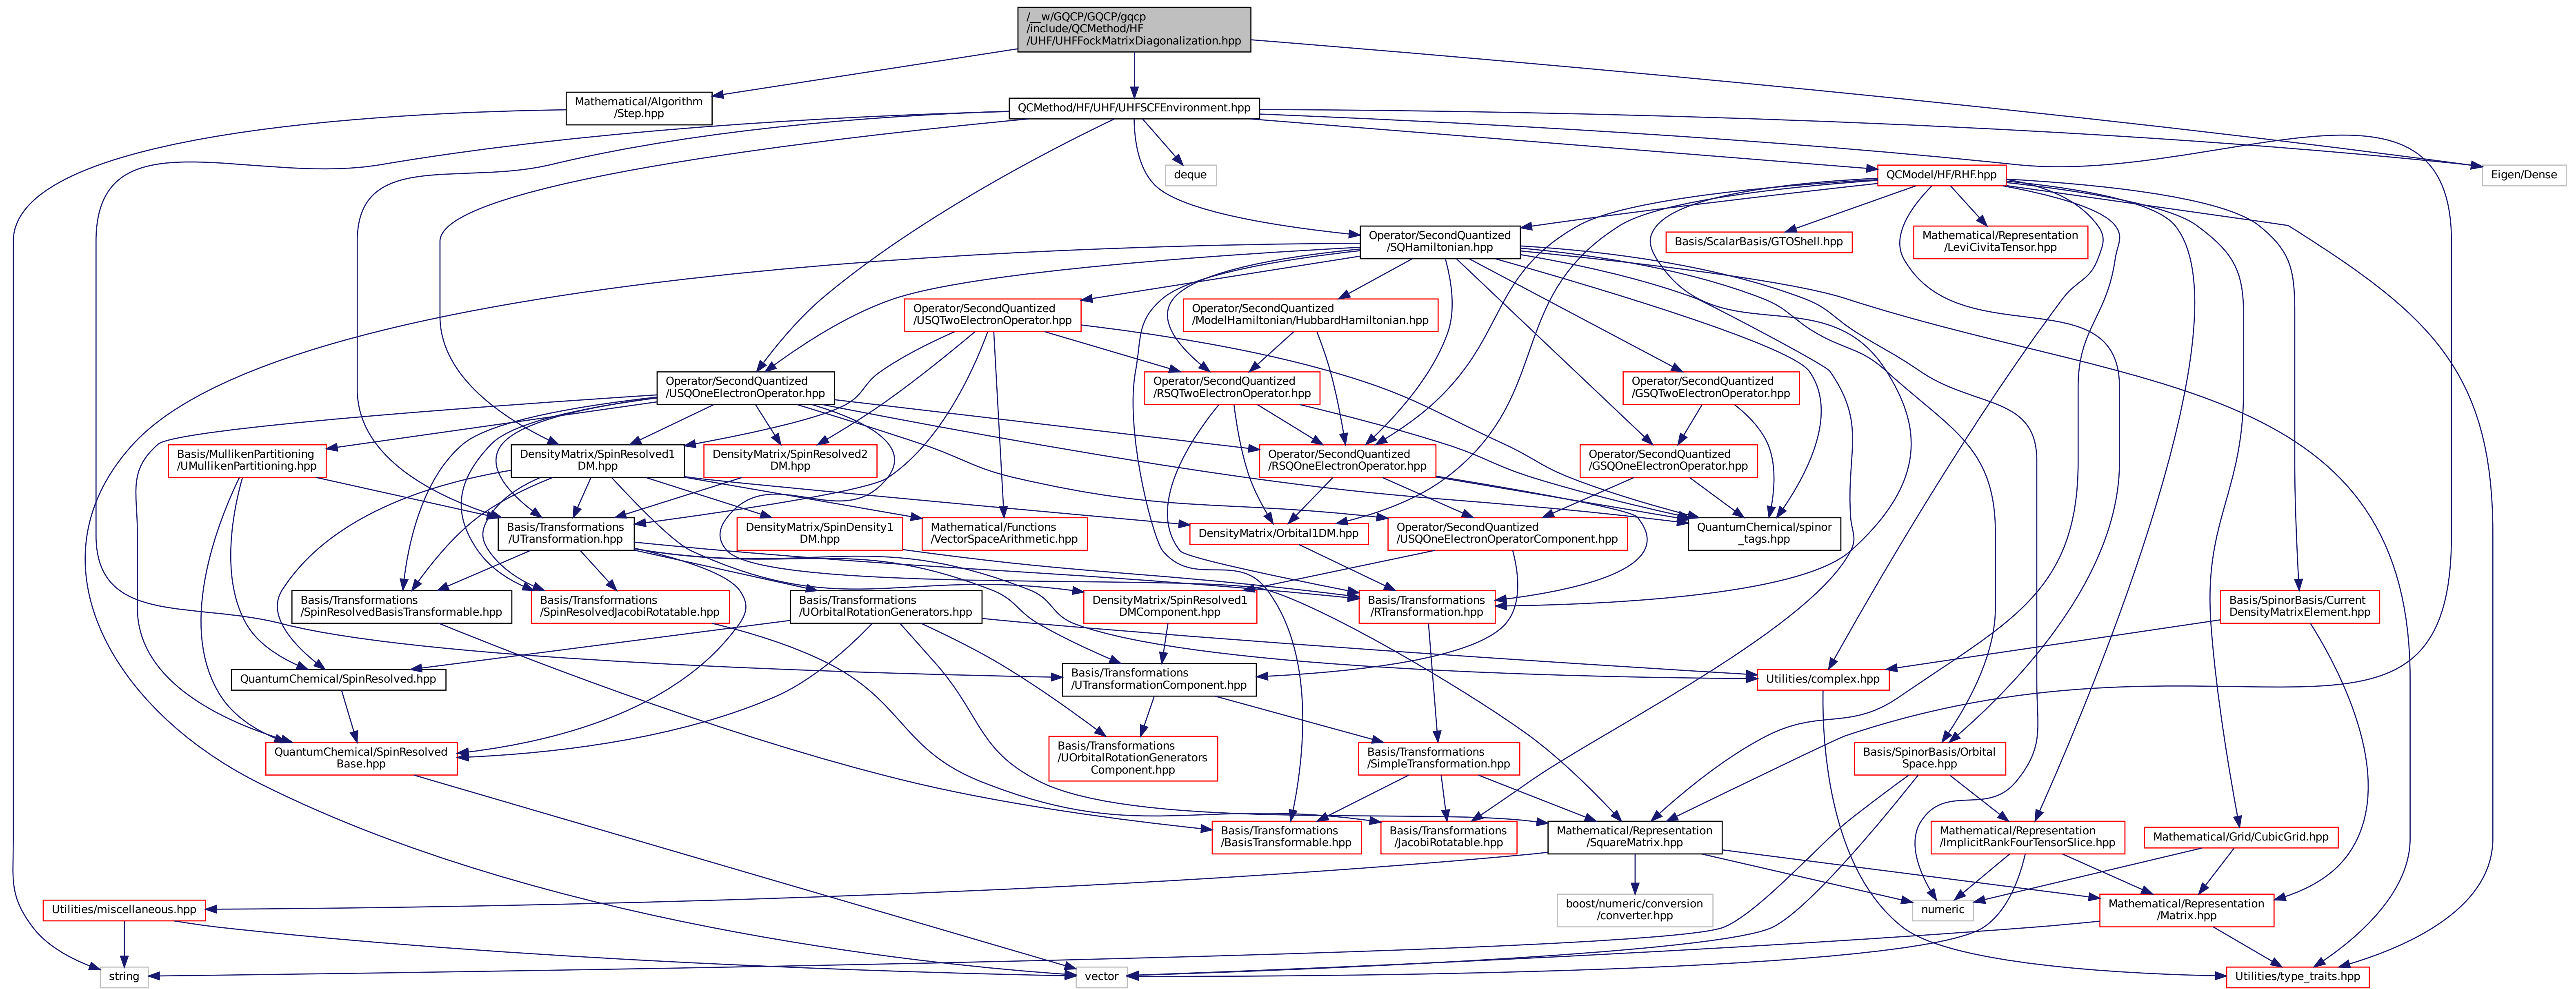 /__w/GQCP/GQCP/gqcp
/include/QCMethod/HF
/UHF/UHFFockMatrixDiagonalization.hpp
Mathematical/Algorithm
/Step.hpp
QCMethod/HF/UHF/UHFSCFEnvironment.hpp
deque
QCModel/HF/RHF.hpp
Eigen/Dense
Operator/SecondQuantized
/SQHamiltonian.hpp
Basis/ScalarBasis/GTOShell.hpp
Mathematical/Representation
/LeviCivitaTensor.hpp
Operator/SecondQuantized
/USQTwoElectronOperator.hpp
Operator/SecondQuantized
/ModelHamiltonian/HubbardHamiltonian.hpp
Operator/SecondQuantized
/USQOneElectronOperator.hpp
Operator/SecondQuantized
/RSQTwoElectronOperator.hpp
Operator/SecondQuantized
/GSQTwoElectronOperator.hpp
Basis/MullikenPartitioning
/UMullikenPartitioning.hpp
DensityMatrix/SpinResolved1
DM.hpp
DensityMatrix/SpinResolved2
DM.hpp
Operator/SecondQuantized
/RSQOneElectronOperator.hpp
Operator/SecondQuantized
/GSQOneElectronOperator.hpp
Basis/Transformations
/UTransformation.hpp
DensityMatrix/SpinDensity1
DM.hpp
Mathematical/Functions
/VectorSpaceArithmetic.hpp
DensityMatrix/Orbital1DM.hpp
Operator/SecondQuantized
/USQOneElectronOperatorComponent.hpp
QuantumChemical/spinor
_tags.hpp
Basis/Transformations
/SpinResolvedBasisTransformable.hpp
Basis/Transformations
/SpinResolvedJacobiRotatable.hpp
Basis/Transformations
/UOrbitalRotationGenerators.hpp
DensityMatrix/SpinResolved1
DMComponent.hpp
Basis/Transformations
/RTransformation.hpp
Basis/SpinorBasis/Current
DensityMatrixElement.hpp
QuantumChemical/SpinResolved.hpp
Basis/Transformations
/UTransformationComponent.hpp
Utilities/complex.hpp
QuantumChemical/SpinResolved
Base.hpp
Basis/Transformations
/UOrbitalRotationGenerators
Component.hpp
Basis/Transformations
/SimpleTransformation.hpp
Basis/SpinorBasis/Orbital
Space.hpp
Basis/Transformations
/BasisTransformable.hpp
Basis/Transformations
/JacobiRotatable.hpp
Mathematical/Representation
/SquareMatrix.hpp
Mathematical/Representation
/ImplicitRankFourTensorSlice.hpp
Mathematical/Grid/CubicGrid.hpp
Utilities/miscellaneous.hpp
boost/numeric/conversion
/converter.hpp
numeric
Mathematical/Representation
/Matrix.hpp
string
vector
Utilities/type_traits.hpp